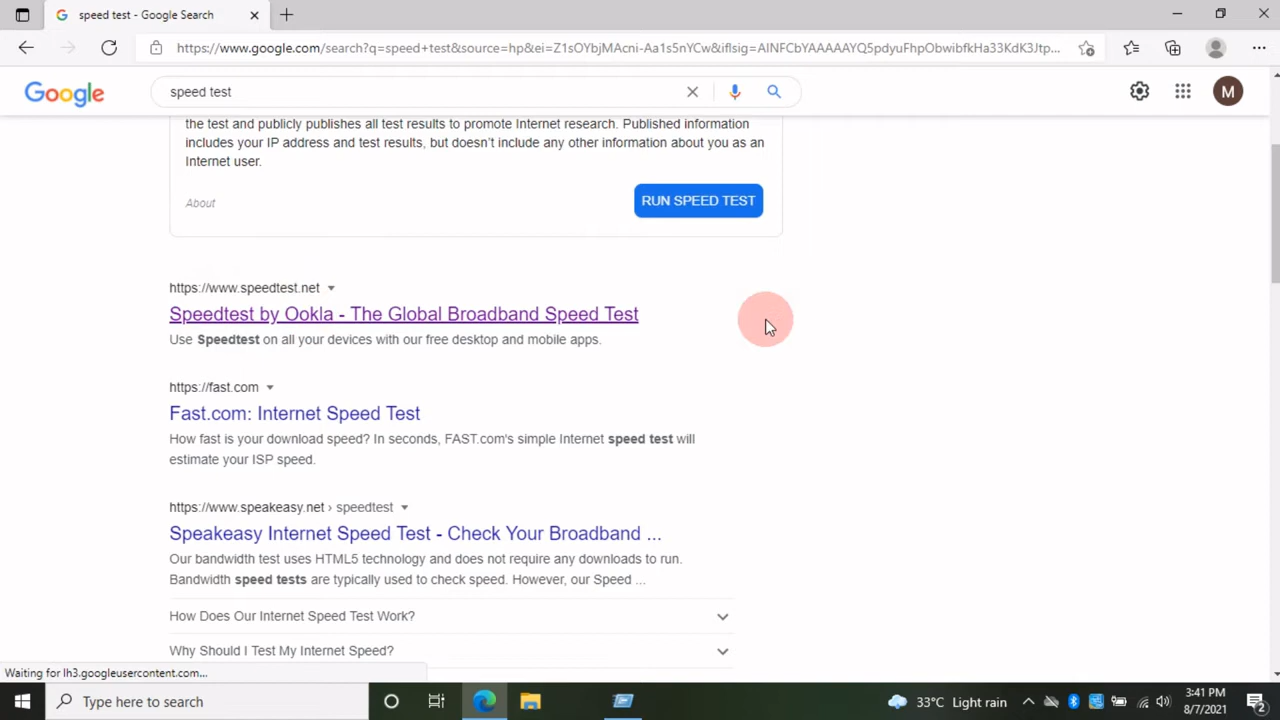 speed test - Google Search
https://www.google.com/search?q=speed+test&source=hp&ei=Z1sOYbjMAcni-Aa1s5nYCw&iflsig=AINFCbYAAAAAYQ5pdyuFhpObwibfkHa33KdK3Jtp...
Google
speed test
M
the test and publicly publishes all test results to promote Internet research. Published information
includes your IP address and test results, but doesn't include any other information about you as an
Internet user.
About
RUN SPEED TEST
https://www.speedtest.net
Speedtest by Ookla - The Global Broadband Speed Test
Use Speedtest on all your devices with our free desktop and mobile apps.
https://fast.com
Fast.com: Internet Speed Test
How fast is your download speed? In seconds, FAST.com's simple Internet speed test will
estimate your ISP speed.
https://www.speakeasy.net › speedtest
Speakeasy Internet Speed Test - Check Your Broadband ...
Our bandwidth test uses HTML5 technology and does not require any downloads to run.
Bandwidth speed tests are typically used to check speed. However, our Speed ...
How Does Our Internet Speed Test Work?
Why Should I Test My Internet Speed?
Waiting for lh3.googleusercontent.com...
Type here to search
33°C Light rain
3:41 PM
8/7/2021
2